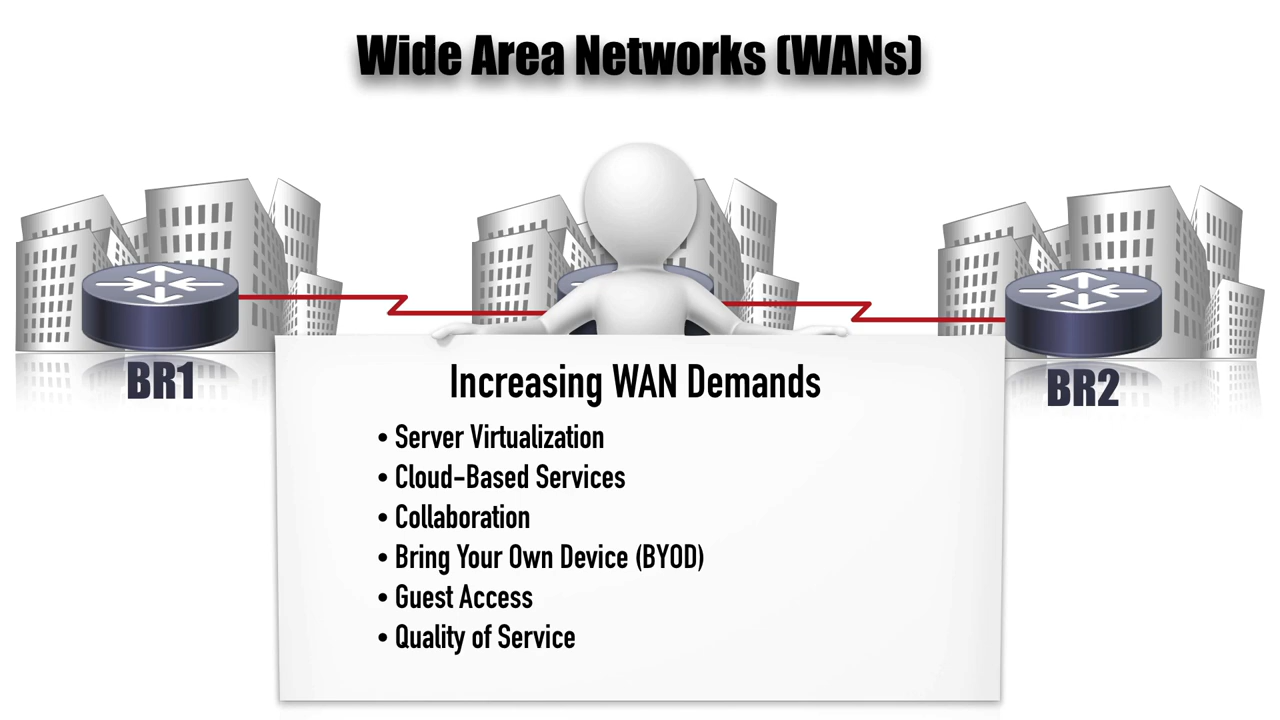 Wide Area Networks (WANs)
BR1
BR2
Increasing WAN Demands
• Server Virtualization
• Cloud-Based Services
• Collaboration
• Bring Your Own Device (BYOD)
• Guest Access
• Quality of Service